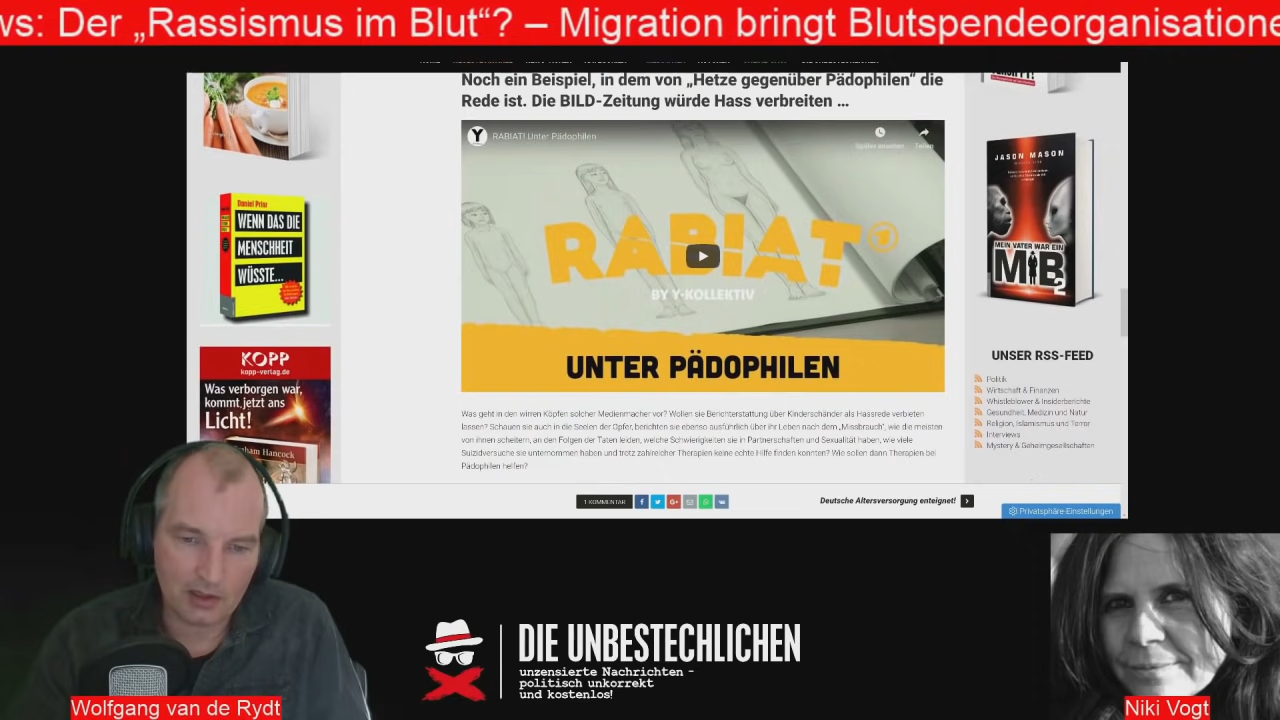 ws: Der „Rassismus im Blut“? – Migration bringt Blutspendeorganisatione
Noch ein Beispiel, in dem von „Hetze gegenüber Pädophilen“ die
Rede ist. Die BILD-Zeitung würde Hass verbreiten ...
Y
RABIAT! Unter Pädophilen
Später ansehen
Teilen
RABIAT!
BY Y-KOLLEKTIV
UNTER PÄDOPHILEN
Daniel Prior
WENN DAS DIE
MENSCHHEIT
WÜSSTE...
KOPP
kopp-verlag.de
Was verborgen war,
kommt jetzt ans
Licht!
Hancock
JASON MASON
MEIN VATER WAR EIN
MiB
2
UNSER RSS-FEED
Politik
Wirtschaft & Finanzen
Whistleblower & Insiderberichte
Gesundheit, Medizin und Natur
Religion, Islamismus und Terror
Interviews
Mystery & Geheimgesellschaften
Was geht in den wirren Köpfen solcher Medienmacher vor? Wollen sie Berichterstattung über Kinderschänder als Hassrede verbieten
lassen? Schauen sie auch in die Seelen der Opfer, berichten sie ebenso ausführlich über ihr Leben nach dem „Missbrauch“, wie die meisten
von ihnen scheitern, an den Folgen der Taten leiden, welche Schwierigkeiten sie in Partnerschaften und Sexualität haben, wie viele
Suizidversuche sie unternommen haben und trotz zahlreicher Therapien keine echte Hilfe finden konnten? Wie sollen dann Therapien bei
Pädophilen helfen?
1 KOMMENTAR
Deutsche Altersversorgung enteignet!
Privatsphäre-Einstellungen
DIE UNBESTECHLICHEN
unzensierte Nachrichten -
politisch unkorrekt
und kostenlos!
Wolfgang van de Rydt
Niki Vogt